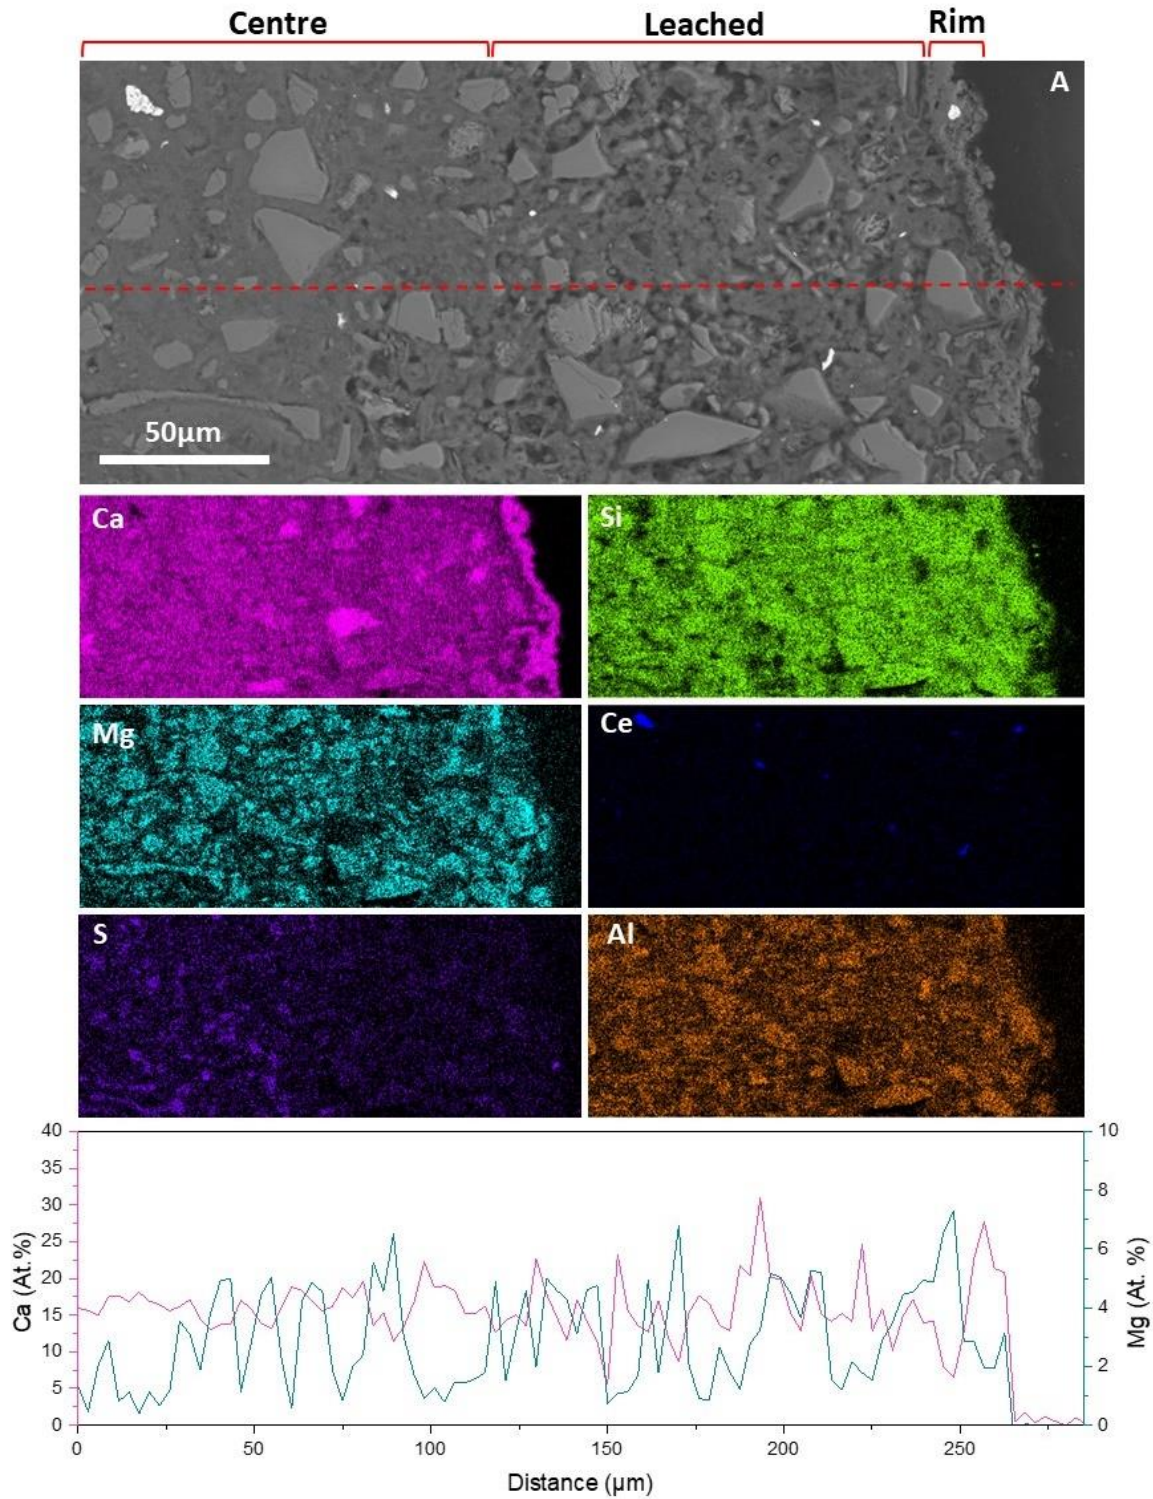 Centre Leached Rim
A
50µm
Ca Si
Mg Ce
S Al
40 10
35
30 8
25
6
20
15 4
10
2
5
0 0
Ca (At.%)
Mg (At. %)
0 50 100 150 200 250
Distance (µm)